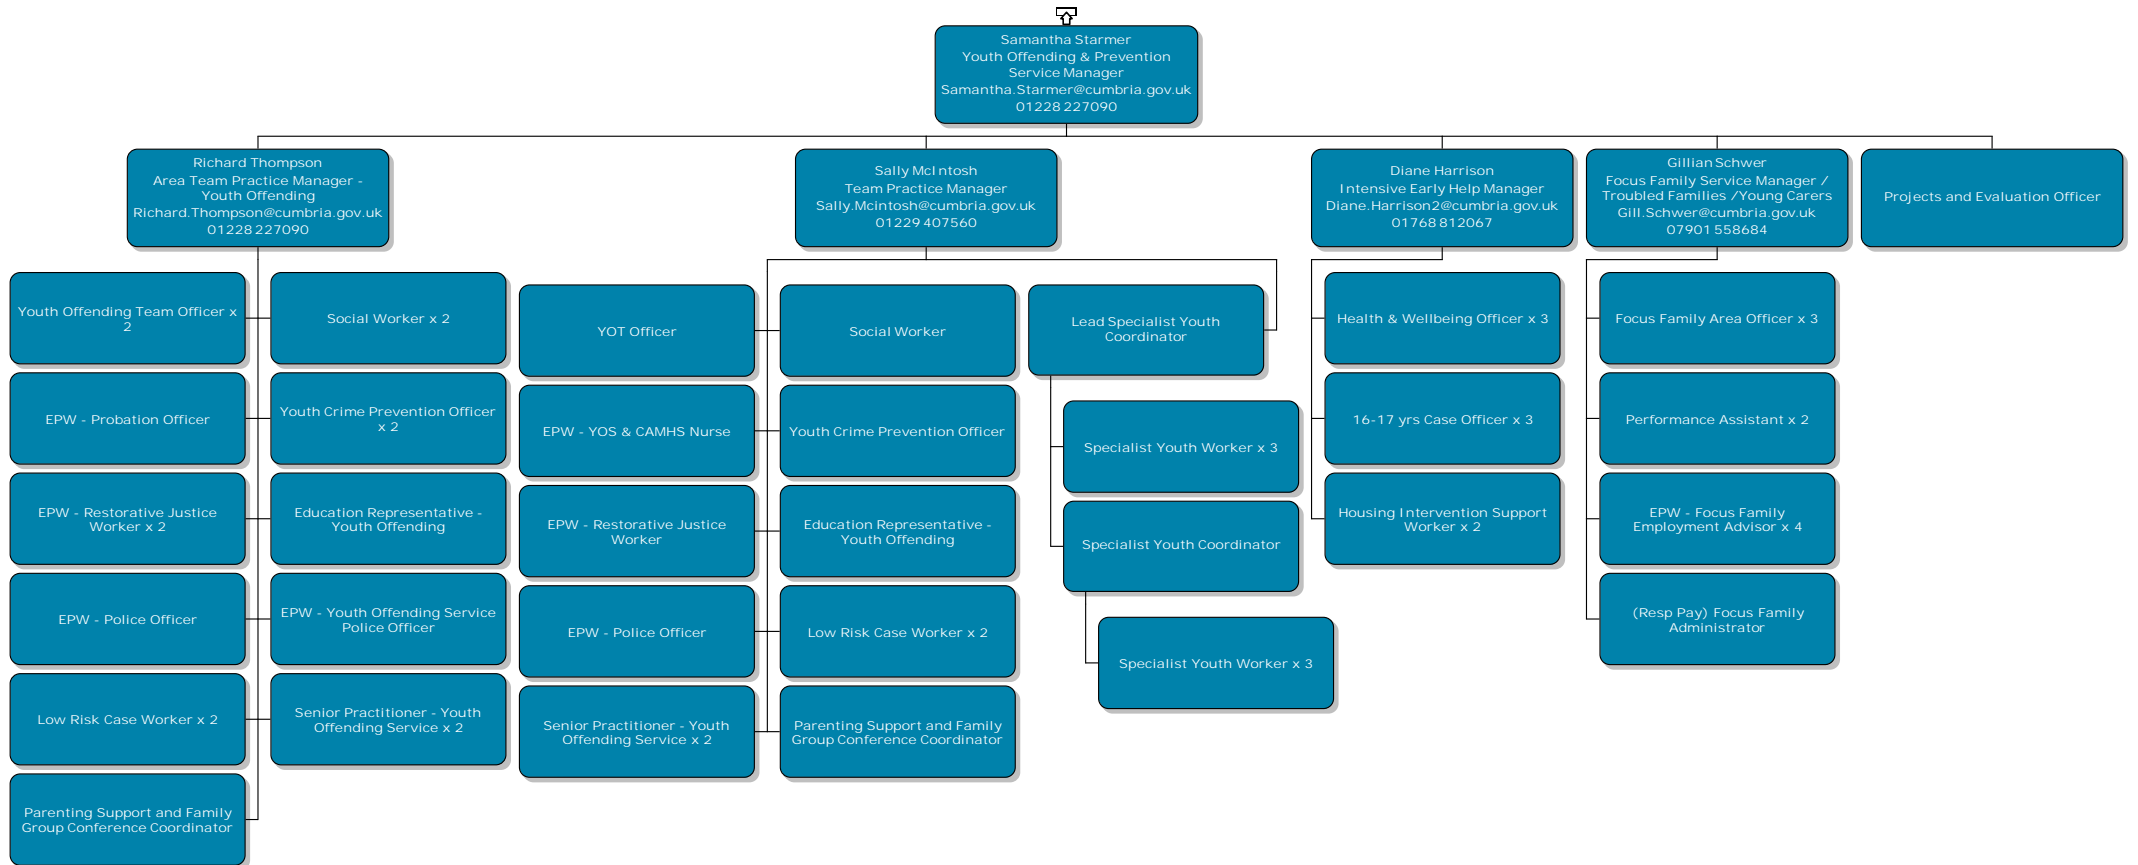 Samantha Starmer
Youth Offending & Prevention
Service Manager
Samantha.Starmer@cumbria.gov.uk
01228 227090
Richard Thompson
Area Team Practice Manager -
Youth Offending
Richard.Thompson@cumbria.gov.uk
01228 227090
Sally McIntosh
Team Practice Manager
Sally.Mcintosh@cumbria.gov.uk
01229 407560
Diane Harrison
Intensive Early Help Manager
Diane.Harrison2@cumbria.gov.uk
01768 812067
Gillian Schwer
Focus Family Service Manager /
Troubled Families /Young Carers
Gill.Schwer@cumbria.gov.uk
07901 558684
Projects and Evaluation Officer
Youth Offending Team Officer x
2
Social Worker x 2
EPW - Probation Officer
Youth Crime Prevention Officer
x 2
EPW - Restorative Justice
Worker x 2
Education Representative -
Youth Offending
EPW - Police Officer
EPW - Youth Offending Service
Police Officer
Low Risk Case Worker x 2
Senior Practitioner - Youth
Offending Service x 2
Parenting Support and Family
Group Conference Coordinator
YOT Officer
Social Worker
EPW - YOS & CAMHS Nurse
Youth Crime Prevention Officer
EPW - Restorative Justice
Worker
Education Representative -
Youth Offending
EPW - Police Officer
Low Risk Case Worker x 2
Senior Practitioner - Youth
Offending Service x 2
Parenting Support and Family
Group Conference Coordinator
Lead Specialist Youth
Coordinator
Specialist Youth Worker x 3
Specialist Youth Coordinator
Specialist Youth Worker x 3
Health & Wellbeing Officer x 3
16-17 yrs Case Officer x 3
Housing Intervention Support
Worker x 2
Focus Family Area Officer x 3
Performance Assistant x 2
EPW - Focus Family
Employment Advisor x 4
(Resp Pay) Focus Family
Administrator